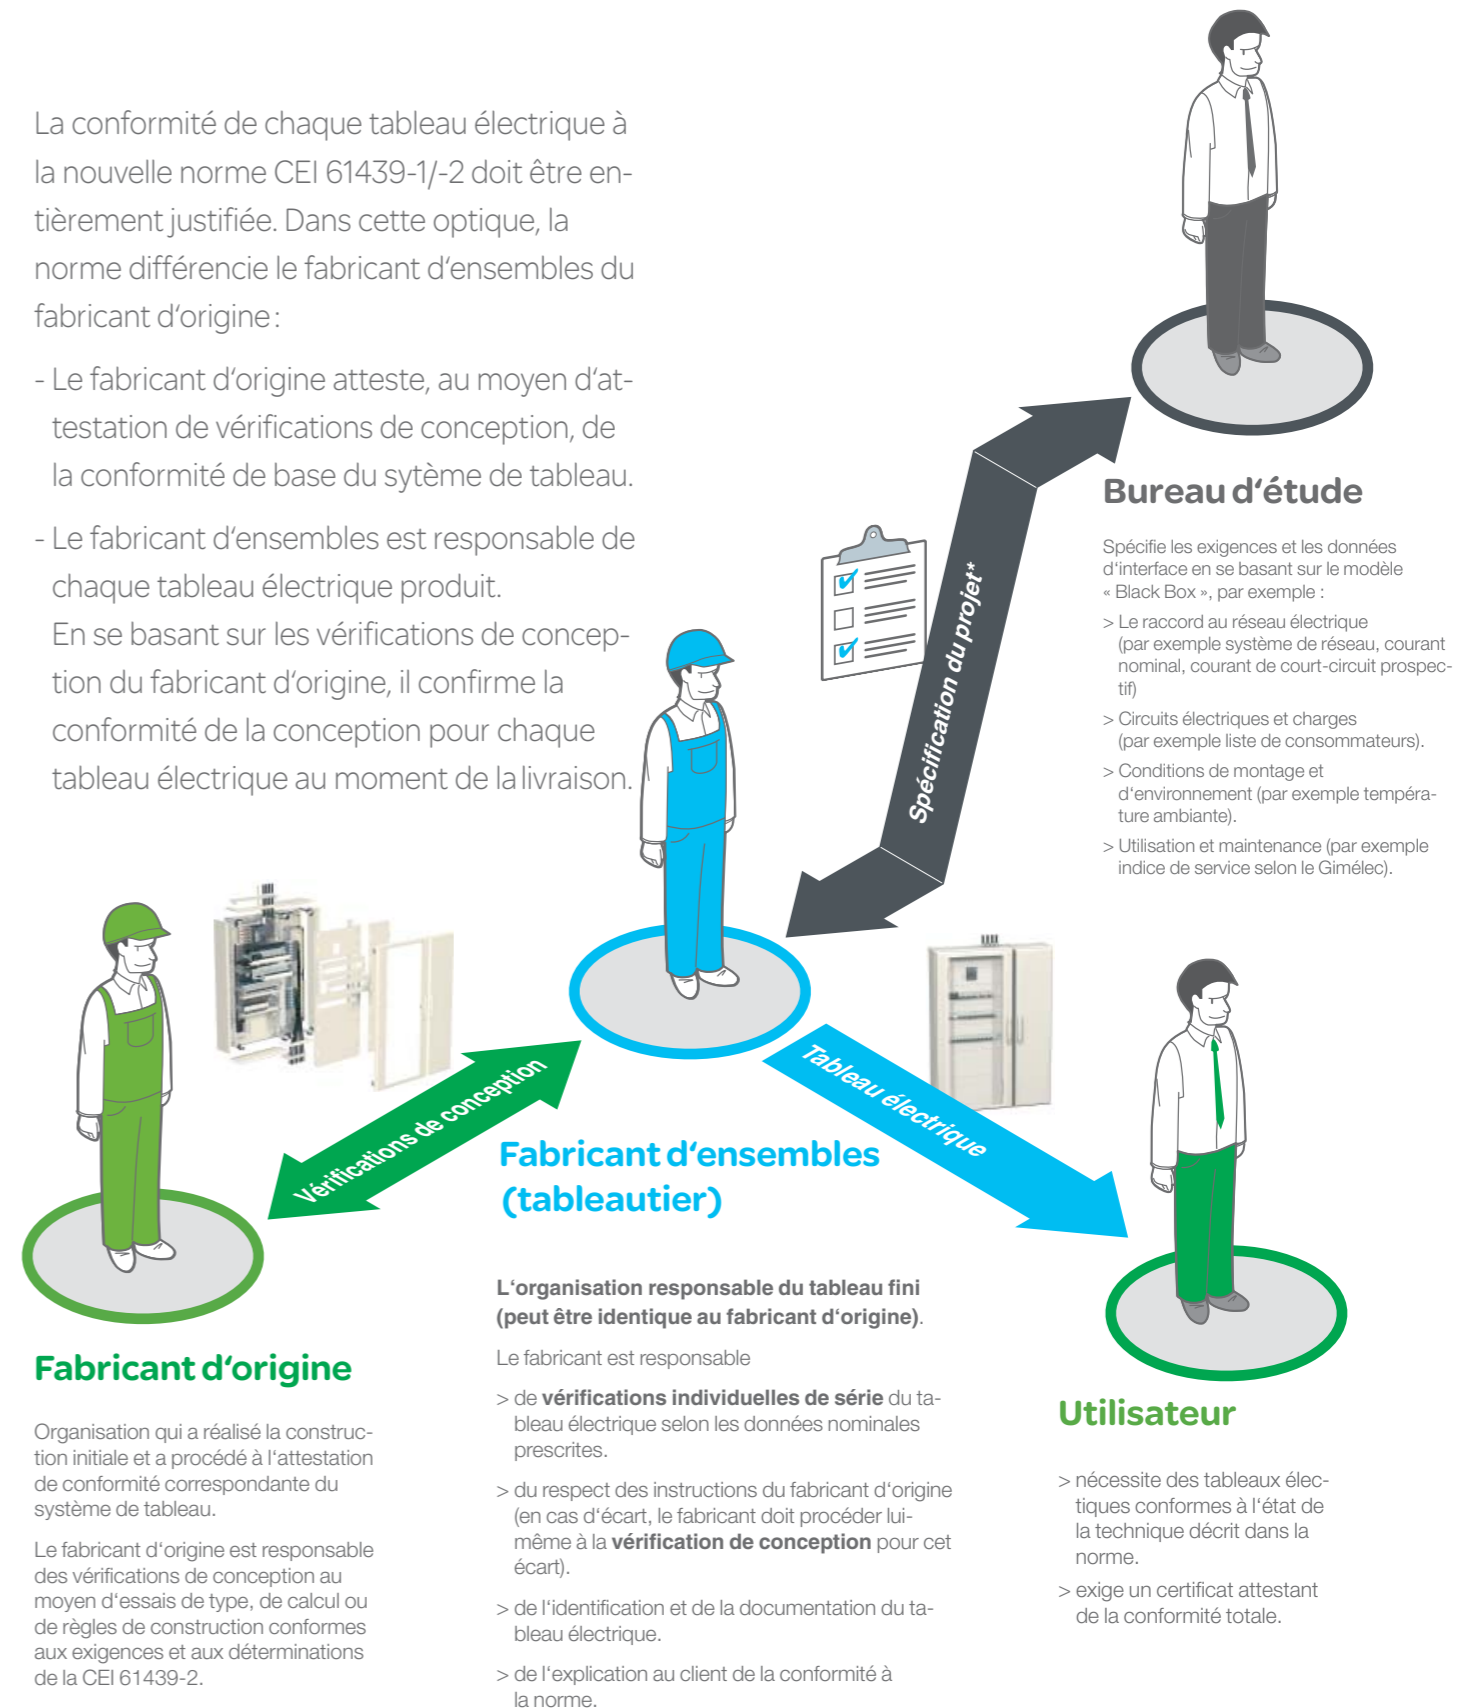 La conformité de chaque tableau électrique à
la nouvelle norme CEI 61439-1/-2 doit être en-
tièrement justifiée. Dans cette optique, la
norme différencie le fabricant d‘ensembles du
fabricant d‘origine :
- Le fabricant d‘origine atteste, au moyen d‘at-
testation de vérifications de conception, de
la conformité de base du sytème de tableau.
- Le fabricant d‘ensembles est responsable de
chaque tableau électrique produit.
En se basant sur les vérifications de concep-
tion du fabricant d‘origine, il confirme la
conformité de la conception pour chaque
tableau électrique au moment de la livraison.
Spécification du projet*
Bureau d‘étude
Spécifie les exigences et les données
d‘interface en se basant sur le modèle
« Black Box », par exemple :
> Le raccord au réseau électrique
(par exemple système de réseau, courant
nominal, courant de court-circuit prospec-
tif)
> Circuits électriques et charges
(par exemple liste de consommateurs).
> Conditions de montage et
d‘environnement (par exemple tempéra-
ture ambiante).
> Utilisation et maintenance (par exemple
indice de service selon le Gimélec).
Vérifications de conception
Tableau électrique
Fabricant d‘origine
Organisation qui a réalisé la construc-
tion initiale et a procédé à l‘attestation
de conformité correspondante du
système de tableau.
Le fabricant d‘origine est responsable
des vérifications de conception au
moyen d‘essais de type, de calcul ou
de règles de construction conformes
aux exigences et aux déterminations
de la CEI 61439-2.
Fabricant d‘ensembles
(tableautier)
L‘organisation responsable du tableau fini
(peut être identique au fabricant d‘origine).
Le fabricant est responsable
> de vérifications individuelles de série du ta-
bleau électrique selon les données nominales
prescrites.
> du respect des instructions du fabricant d‘origine
(en cas d‘écart, le fabricant doit procéder lui-
même à la vérification de conception pour cet
écart).
> de l‘identification et de la documentation du ta-
bleau électrique.
> de l‘explication au client de la conformité à
la norme.
Utilisateur
> nécessite des tableaux élec-
tiques conformes à l‘état de
la technique décrit dans la
norme.
> exige un certificat attestant
de la conformité totale.